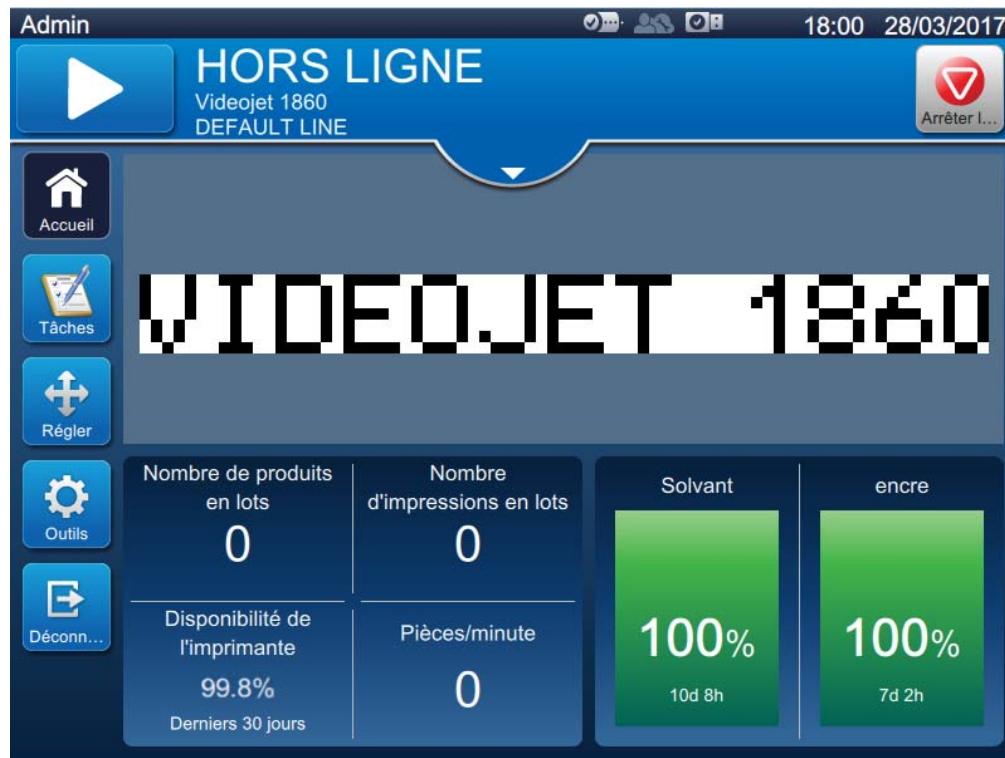 Admin
18:00 28/03/2017
HORS LIGNE
Videojet 1860
DEFAULT LINE
Arrêter l...
Accueil
Tâches
Régler
Outils
Déconn...
VIDEOJET 1860
Nombre de produits
en lots
0
Nombre
d'impressions en lots
0
Disponibilité de
l'imprimante
99.8%
Derniers 30 jours
Pièces/minute
0
Solvant
100%
10d 8h
encre
100%
7d 2h